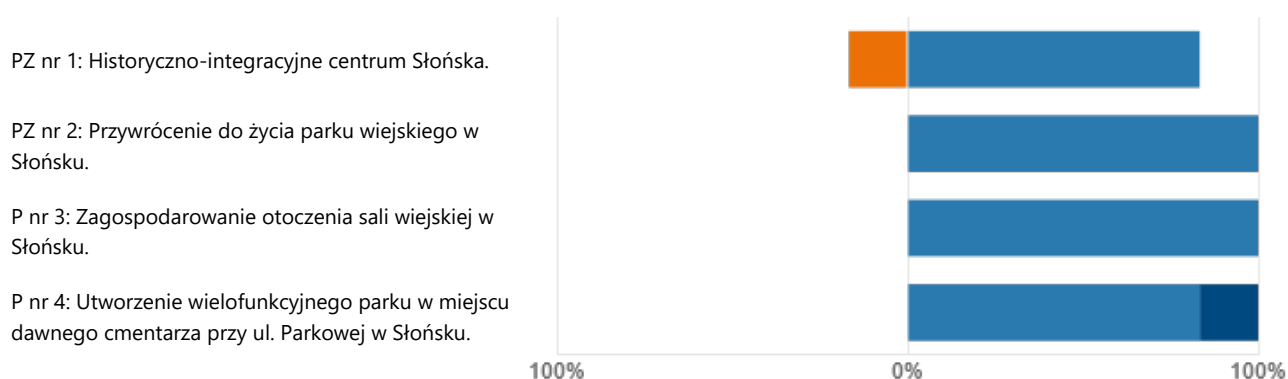 PZ nr 1: Historyczno-integracyjne centrum Słońska.
PZ nr 2: Przywrócenie do życia parku wiejskiego w
Słońsku.
P nr 3: Zagospodarowanie otoczenia sali wiejskiej w
Słońsku.
P nr 4: Utworzenie wielofunkcyjnego parku w miejscu
dawnego cmentarza przy ul. Parkowej w Słońsku.
100% 0% 100%